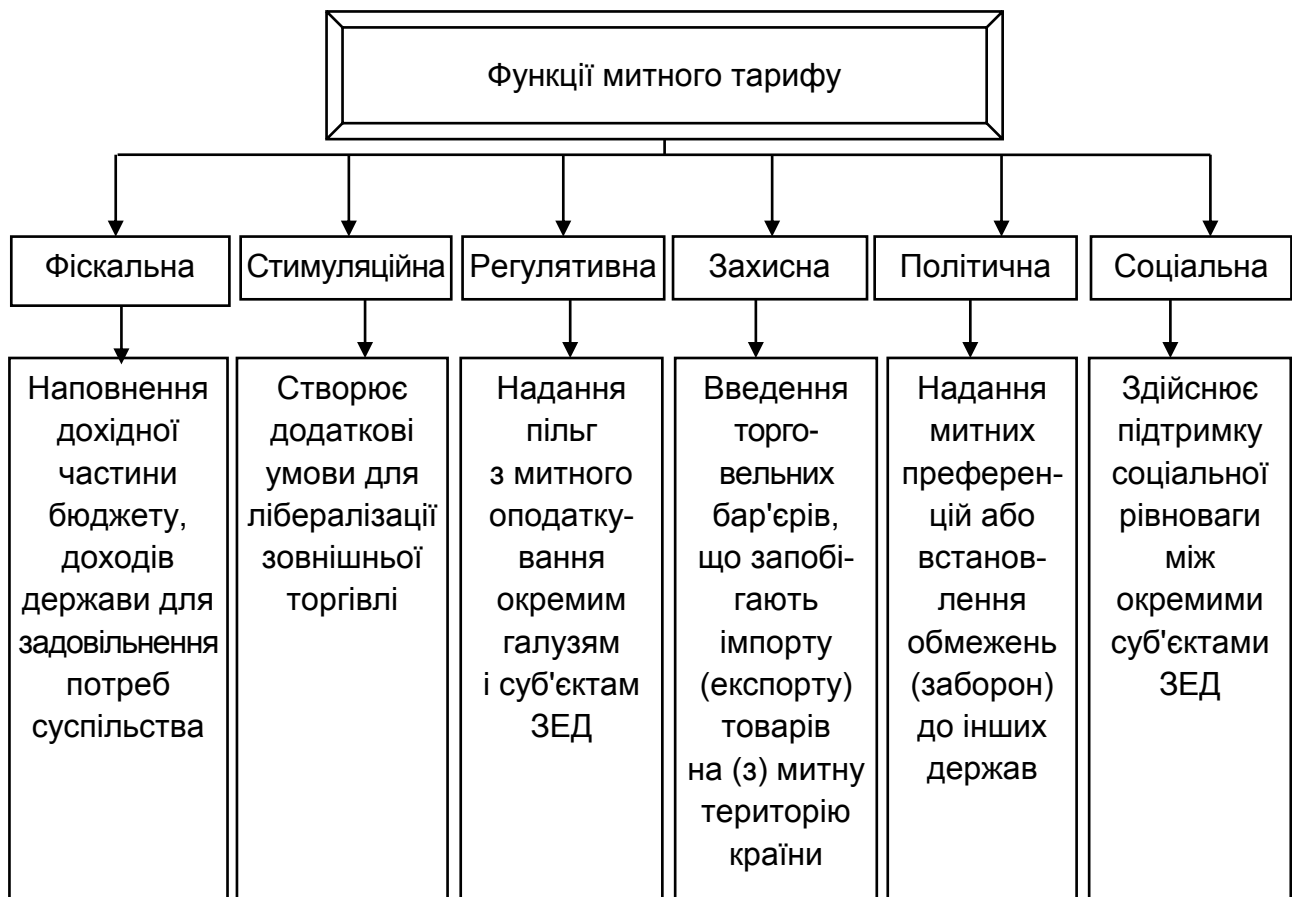 Функції митного тарифу
Фіскальна
Стимуляційна
Регулятивна
Захисна
Політична
Соціальна
Наповнення
дохідної
частини
бюджету,
доходів
держави для
задовільнення
потреб
суспільства
Створює
додаткові
умови для
лібералізації
зовнішньої
торгівлі
Надання
пільг
з митного
оподатку-
вання
окремим
галузям
і суб'єктам
ЗЕД
Введення
торго-
вельних
бар'єрів,
що запобі-
гають
імпорту
(експорту)
товарів
на (з) митну
територію
країни
Надання
митних
преферен-
цій або
встанов-
лення
обмежень
(заборон)
до інших
держав
Здійснює
підтримку
соціальної
рівноваги
між
окремими
суб'єктами
ЗЕД